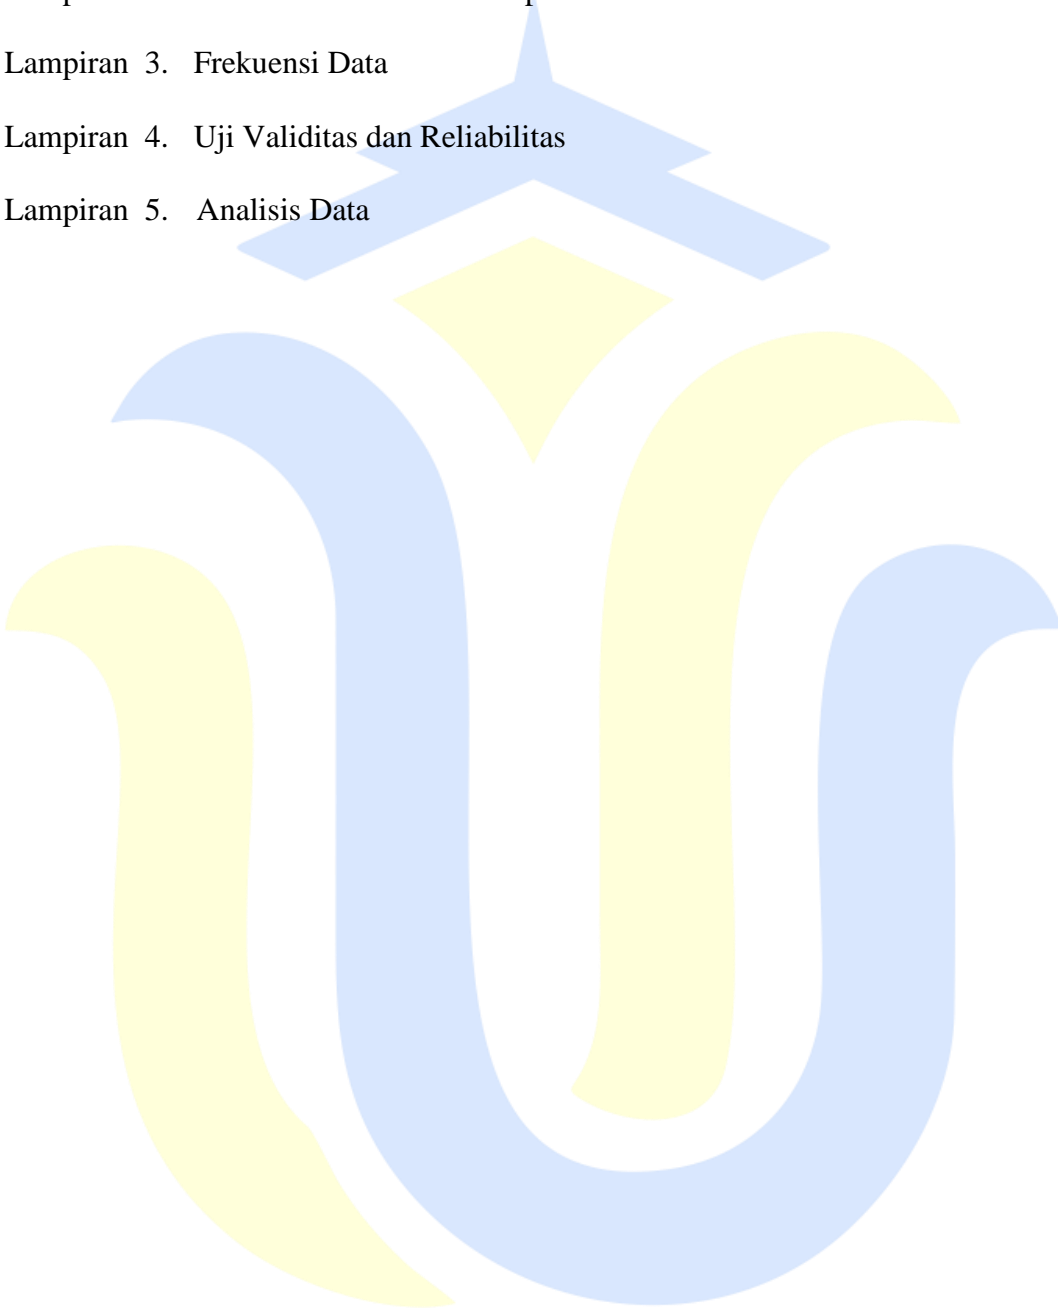 Lampiran 3. Frekuensi Data
Lampiran 4. Uji Validitas dan Reliabilitas
Lampiran 5. Analisis Data